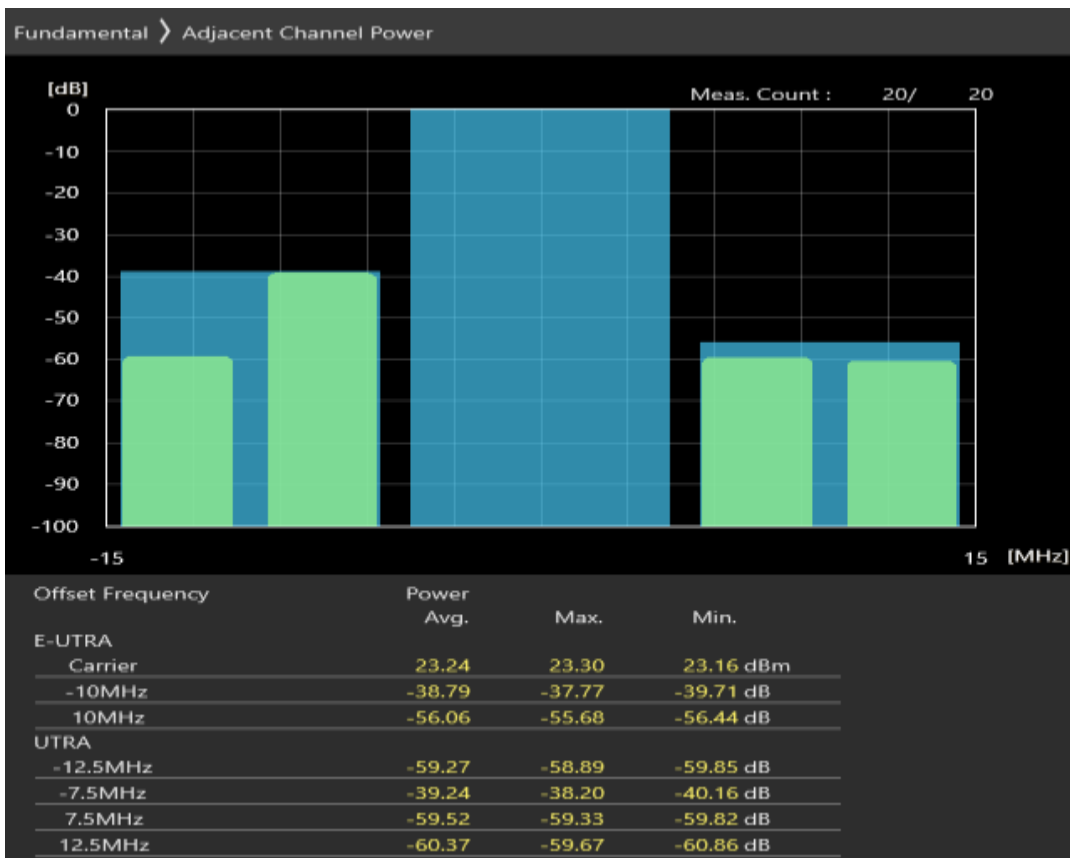 Fundamental ❯ Adjacent Channel Power
[dB]
Meas. Count : 20/ 20
0
-10
-20
-30
-40
-50
-60
-70
-80
-90
-100
-15 15 [MHz]
Offset Frequency Power
Avg. Max. Min.
E-UTRA
Carrier 23.24 23.30 23.16 dBm
-10MHz -38.79 -37.77 -39.71 dB
10MHz -56.06 -55.68 -56.44 dB
UTRA
-12.5MHz -59.27 -58.89 -59.85 dB
-7.5MHz -39.24 -38.20 -40.16 dB
7.5MHz -59.52 -59.33 -59.82 dB
12.5MHz -60.37 -59.67 -60.86 dB